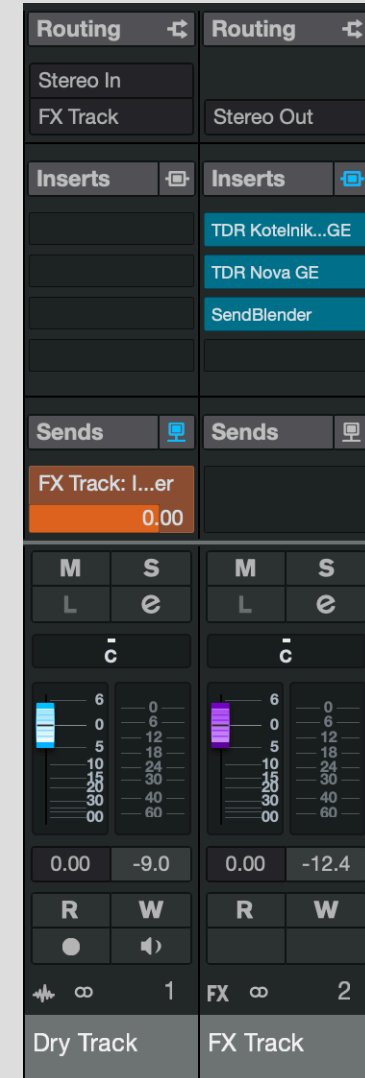 Routing Routing
Stereo In
FX Track Stereo Out
Inserts Inserts
TDR Kotelnik...GE
TDR Nova GE
SendBlender
Sends Sends
FX Track: I...er
0.00
M S M S
L e L e
C C
6 6
0 0 0 0
6 6
12 12
5 18 5 18
10 24 10 24
15 30 15 30
20 20
30 40 30 40
00 60 00 60
0.00 -9.0 0.00 -12.4
R W R W
1 FX 2
Dry Track FX Track